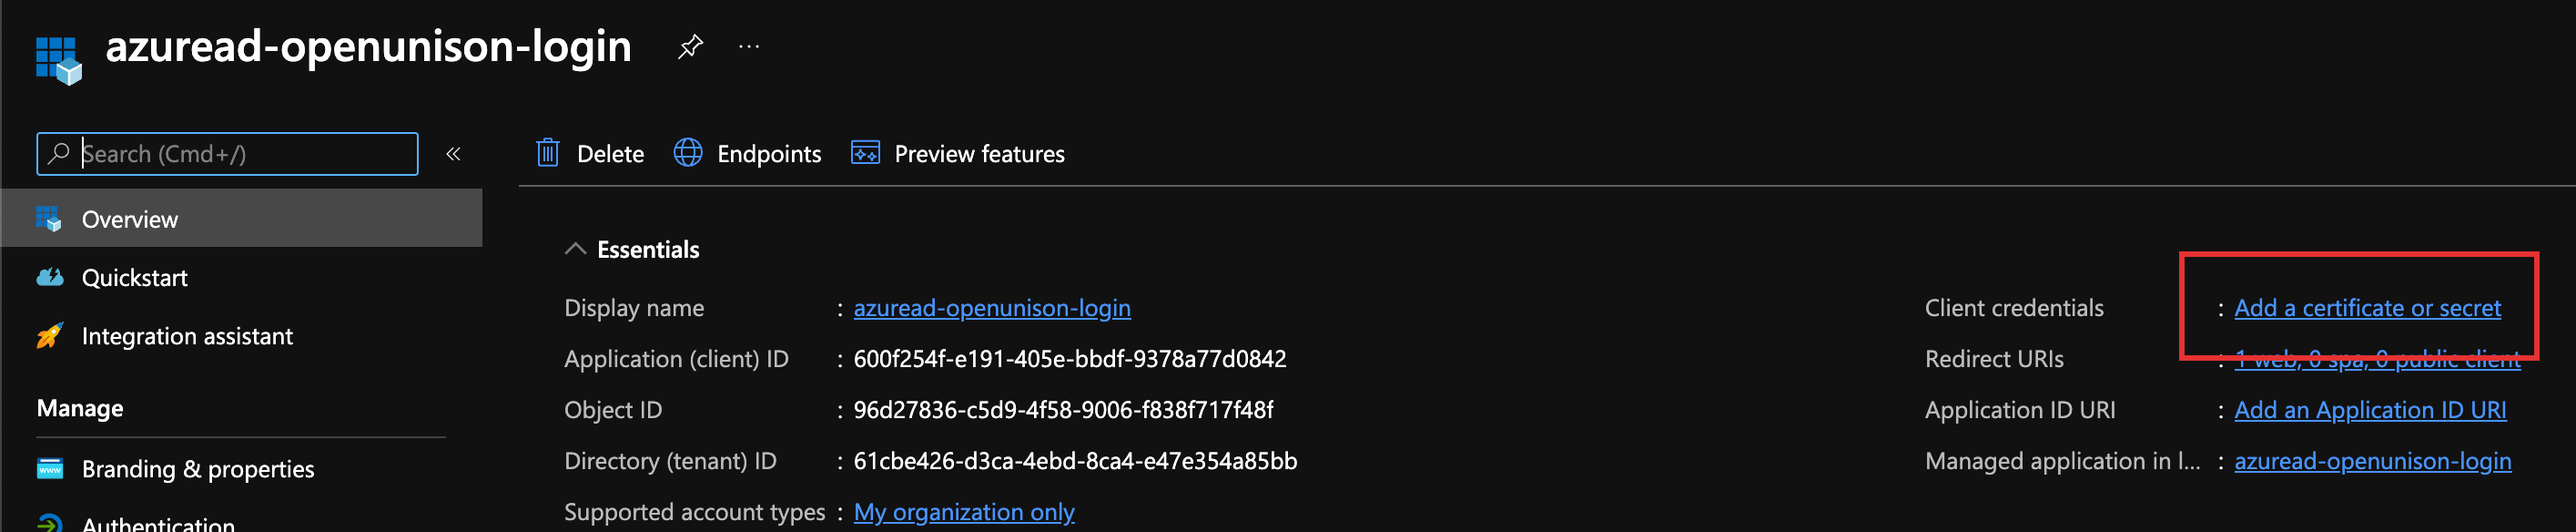 azuread-openunison-login ...
Search (Cmd+/) «
Delete Endpoints Preview features
Overview
Quickstart
Integration assistant
Manage
Branding & properties
Authentication
Essentials
Display name : azuread-openunison-login
Application (client) ID : 600f254f-e191-405e-bbdf-9378a77d0842
Object ID : 96d27836-c5d9-4f58-9006-f838f717f48f
Directory (tenant) ID : 61cbe426-d3ca-4ebd-8ca4-e47e354a85bb
Supported account types : My organization only
Client credentials : Add a certificate or secret
Redirect URIs : 1 web, 0 spa, 0 public client
Application ID URI : Add an Application ID URI
Managed application in l... : azuread-openunison-login